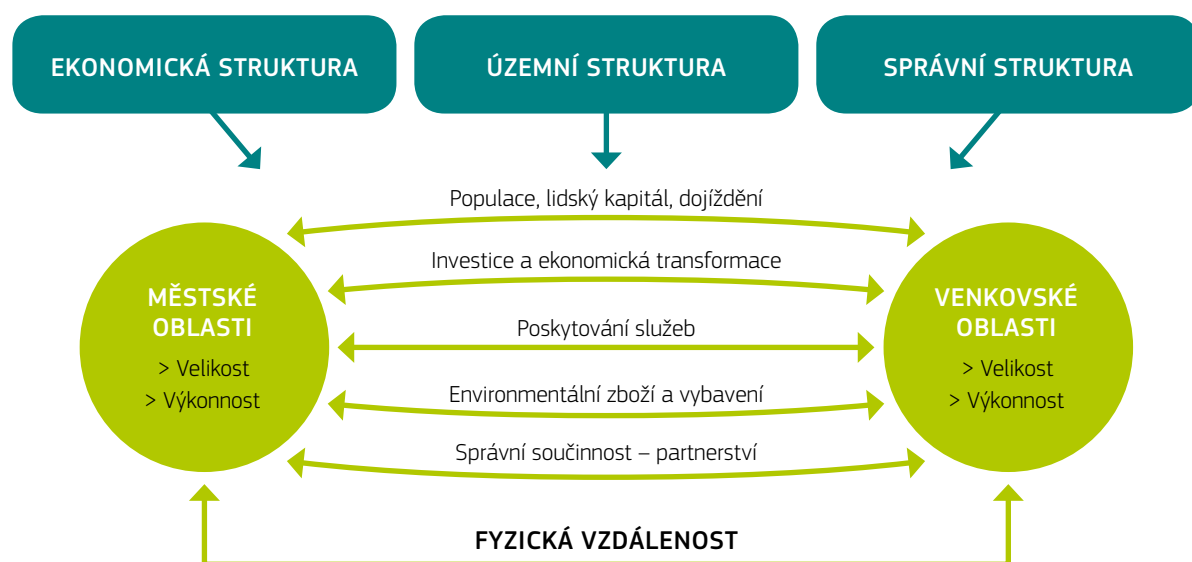 EKONOMICKÁ STRUKTURA
ÚZEMNÍ STRUKTURA
SPRÁVNÍ STRUKTURA
Populace, lidský kapitál, dojíždění
Investice a ekonomická transformace
Poskytování služeb
Environmentální zboží a vybavení
Správní součinnost – partnerství
MĚSTSKÉ
OBLASTI
> Velikost
> Výkonnost
VENKOVSKÉ
OBLASTI
> Velikost
> Výkonnost
FYZICKÁ VZDÁLENOST